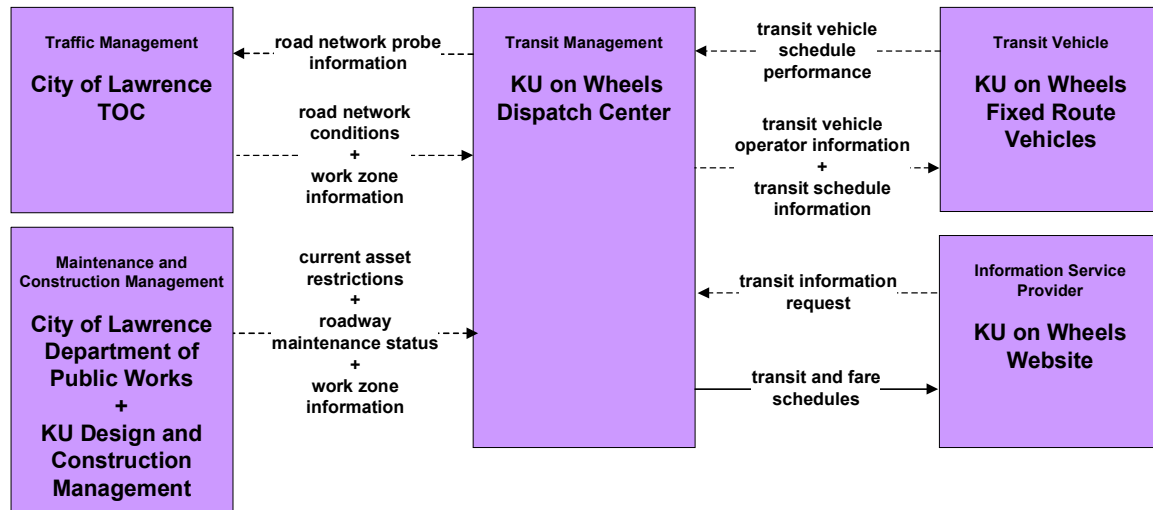 Traffic Management
City of Lawrence
TOC
road network probe
information
road network
conditions
+
work zone
information
Maintenance and
Construction Management
City of Lawrence
Department of
Public Works
+
KU Design and
Construction
Management
current asset
restrictions
+
roadway
maintenance status
+
work zone
information
Transit Management
KU on Wheels
Dispatch Center
transit vehicle
schedule
performance
transit vehicle
operator information
+
transit schedule
information
Transit Vehicle
KU on Wheels
Fixed Route
Vehicles
transit information
request
transit and fare
schedules
Information Service
Provider
KU on Wheels
Website